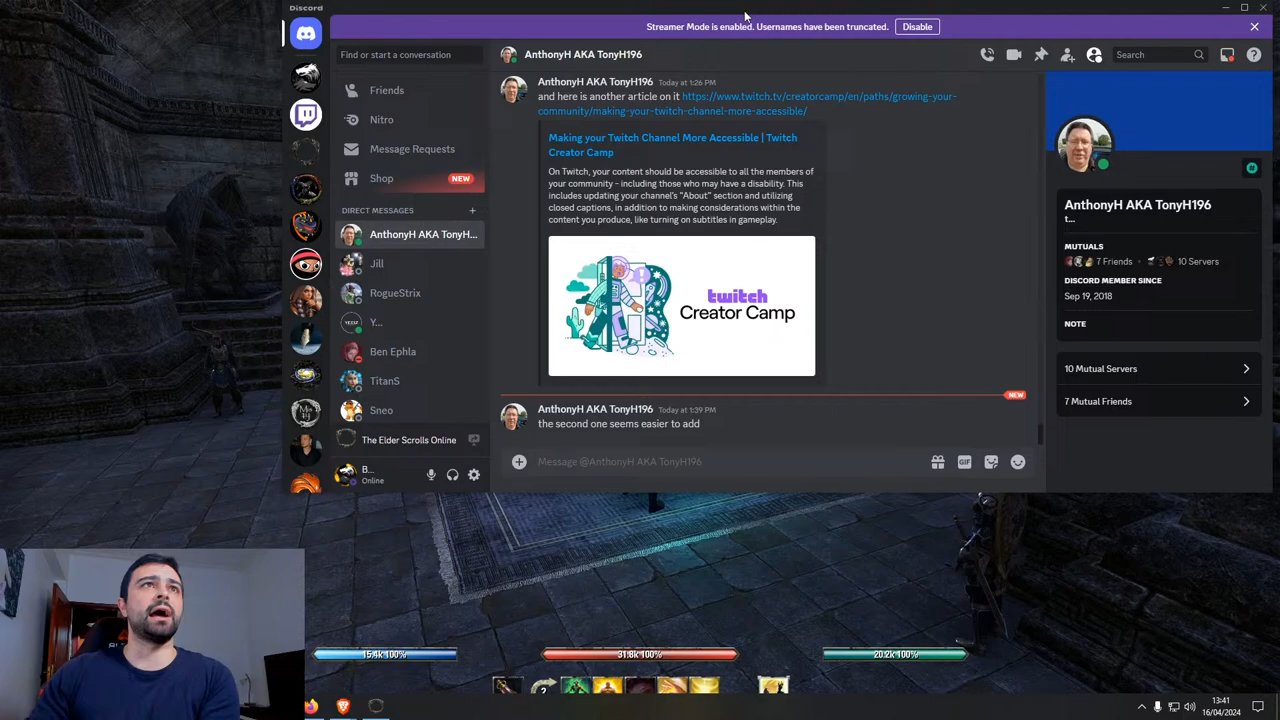 Discord
Streamer Mode is enabled. Usernames have been truncated.
Disable
Find or start a conversation
Friends
Nitro
Message Requests
Shop
NEW
DIRECT MESSAGES
AnthonyH AKA TonyH...
Jill
RogueStrix
Y...
Ben Ephla
TitanS
Sneo
The Elder Scrolls Online
B...
Online
AnthonyH AKA TonyH196
Search
AnthonyH AKA TonyH196 Today at 1:26 PM
and here is another article on it https://www.twitch.tv/creatorcamp/en/paths/growing-your-
community/making-your-twitch-channel-more-accessible/
Making your Twitch Channel More Accessible | Twitch
Creator Camp
On Twitch, your content should be accessible to all the members of
your community – including those who may have a disability. This
includes updating your channel's "About" section and utilizing
closed captions, in addition to making considerations within the
content you produce, like turning on subtitles in gameplay.
twitch
Creator Camp
NEW
AnthonyH AKA TonyH196 Today at 1:39 PM
the second one seems easier to add
Message @AnthonyH AKA TonyH196
GIF
AnthonyH AKA TonyH196
t...
MUTUALS
7 Friends • 10 Servers
DISCORD MEMBER SINCE
Sep 19, 2018
NOTE
10 Mutual Servers
7 Mutual Friends
15.4k 100%
31.8k 100%
20.2k 100%
2
13:41
16/04/2024